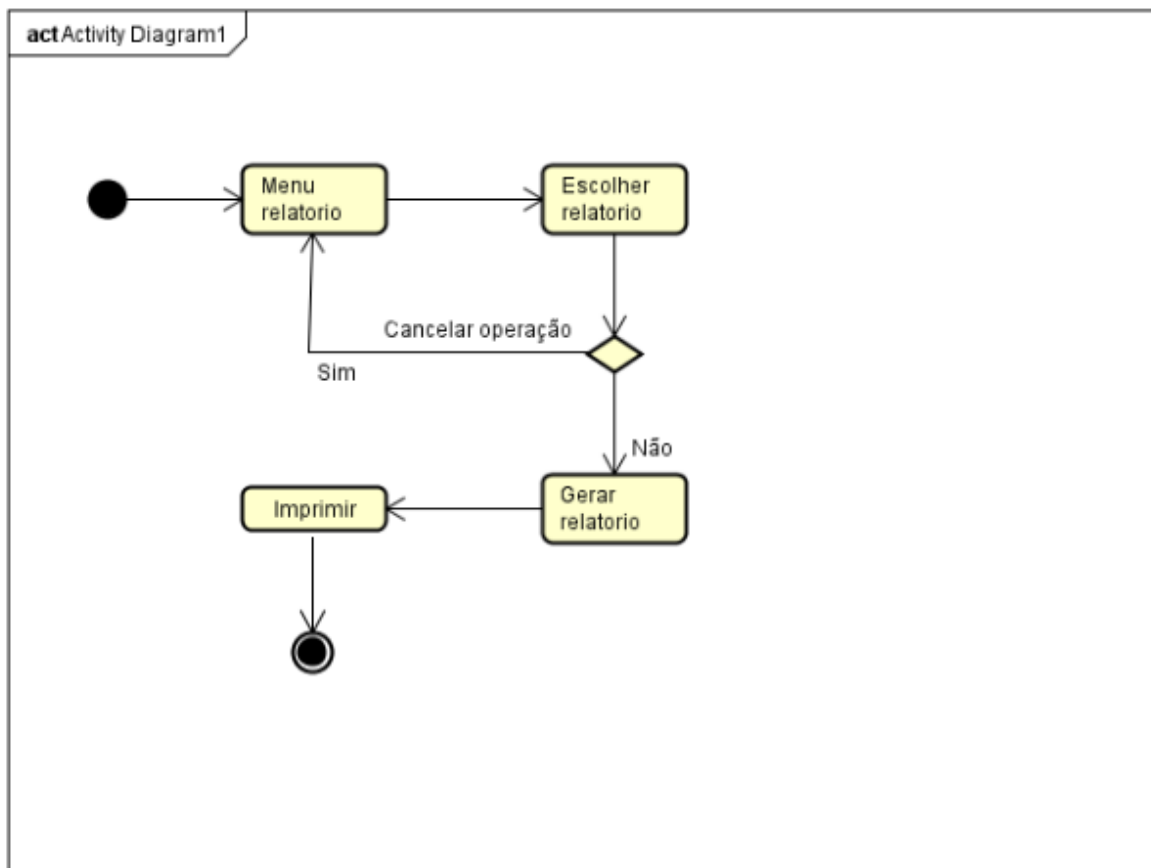 act Activity Diagram1
Menu
relatorio
Escolher
relatorio
Cancelar operação
Sim
Não
Gerar
relatorio
Imprimir